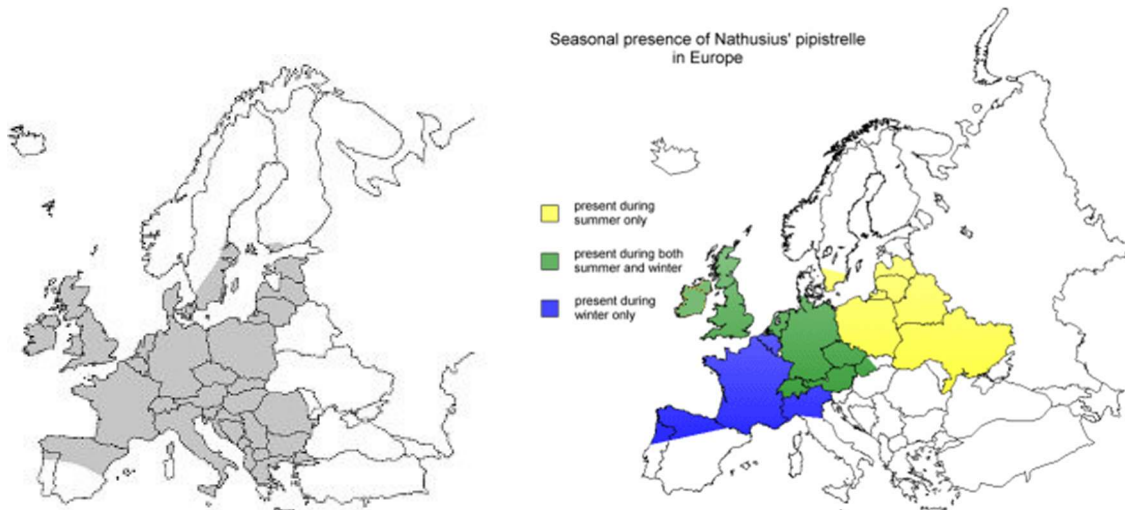 Seasonal presence of Nathusius' pipistrelle
in Europe
present during
summer only
present during both
summer and winter
present during
winter only